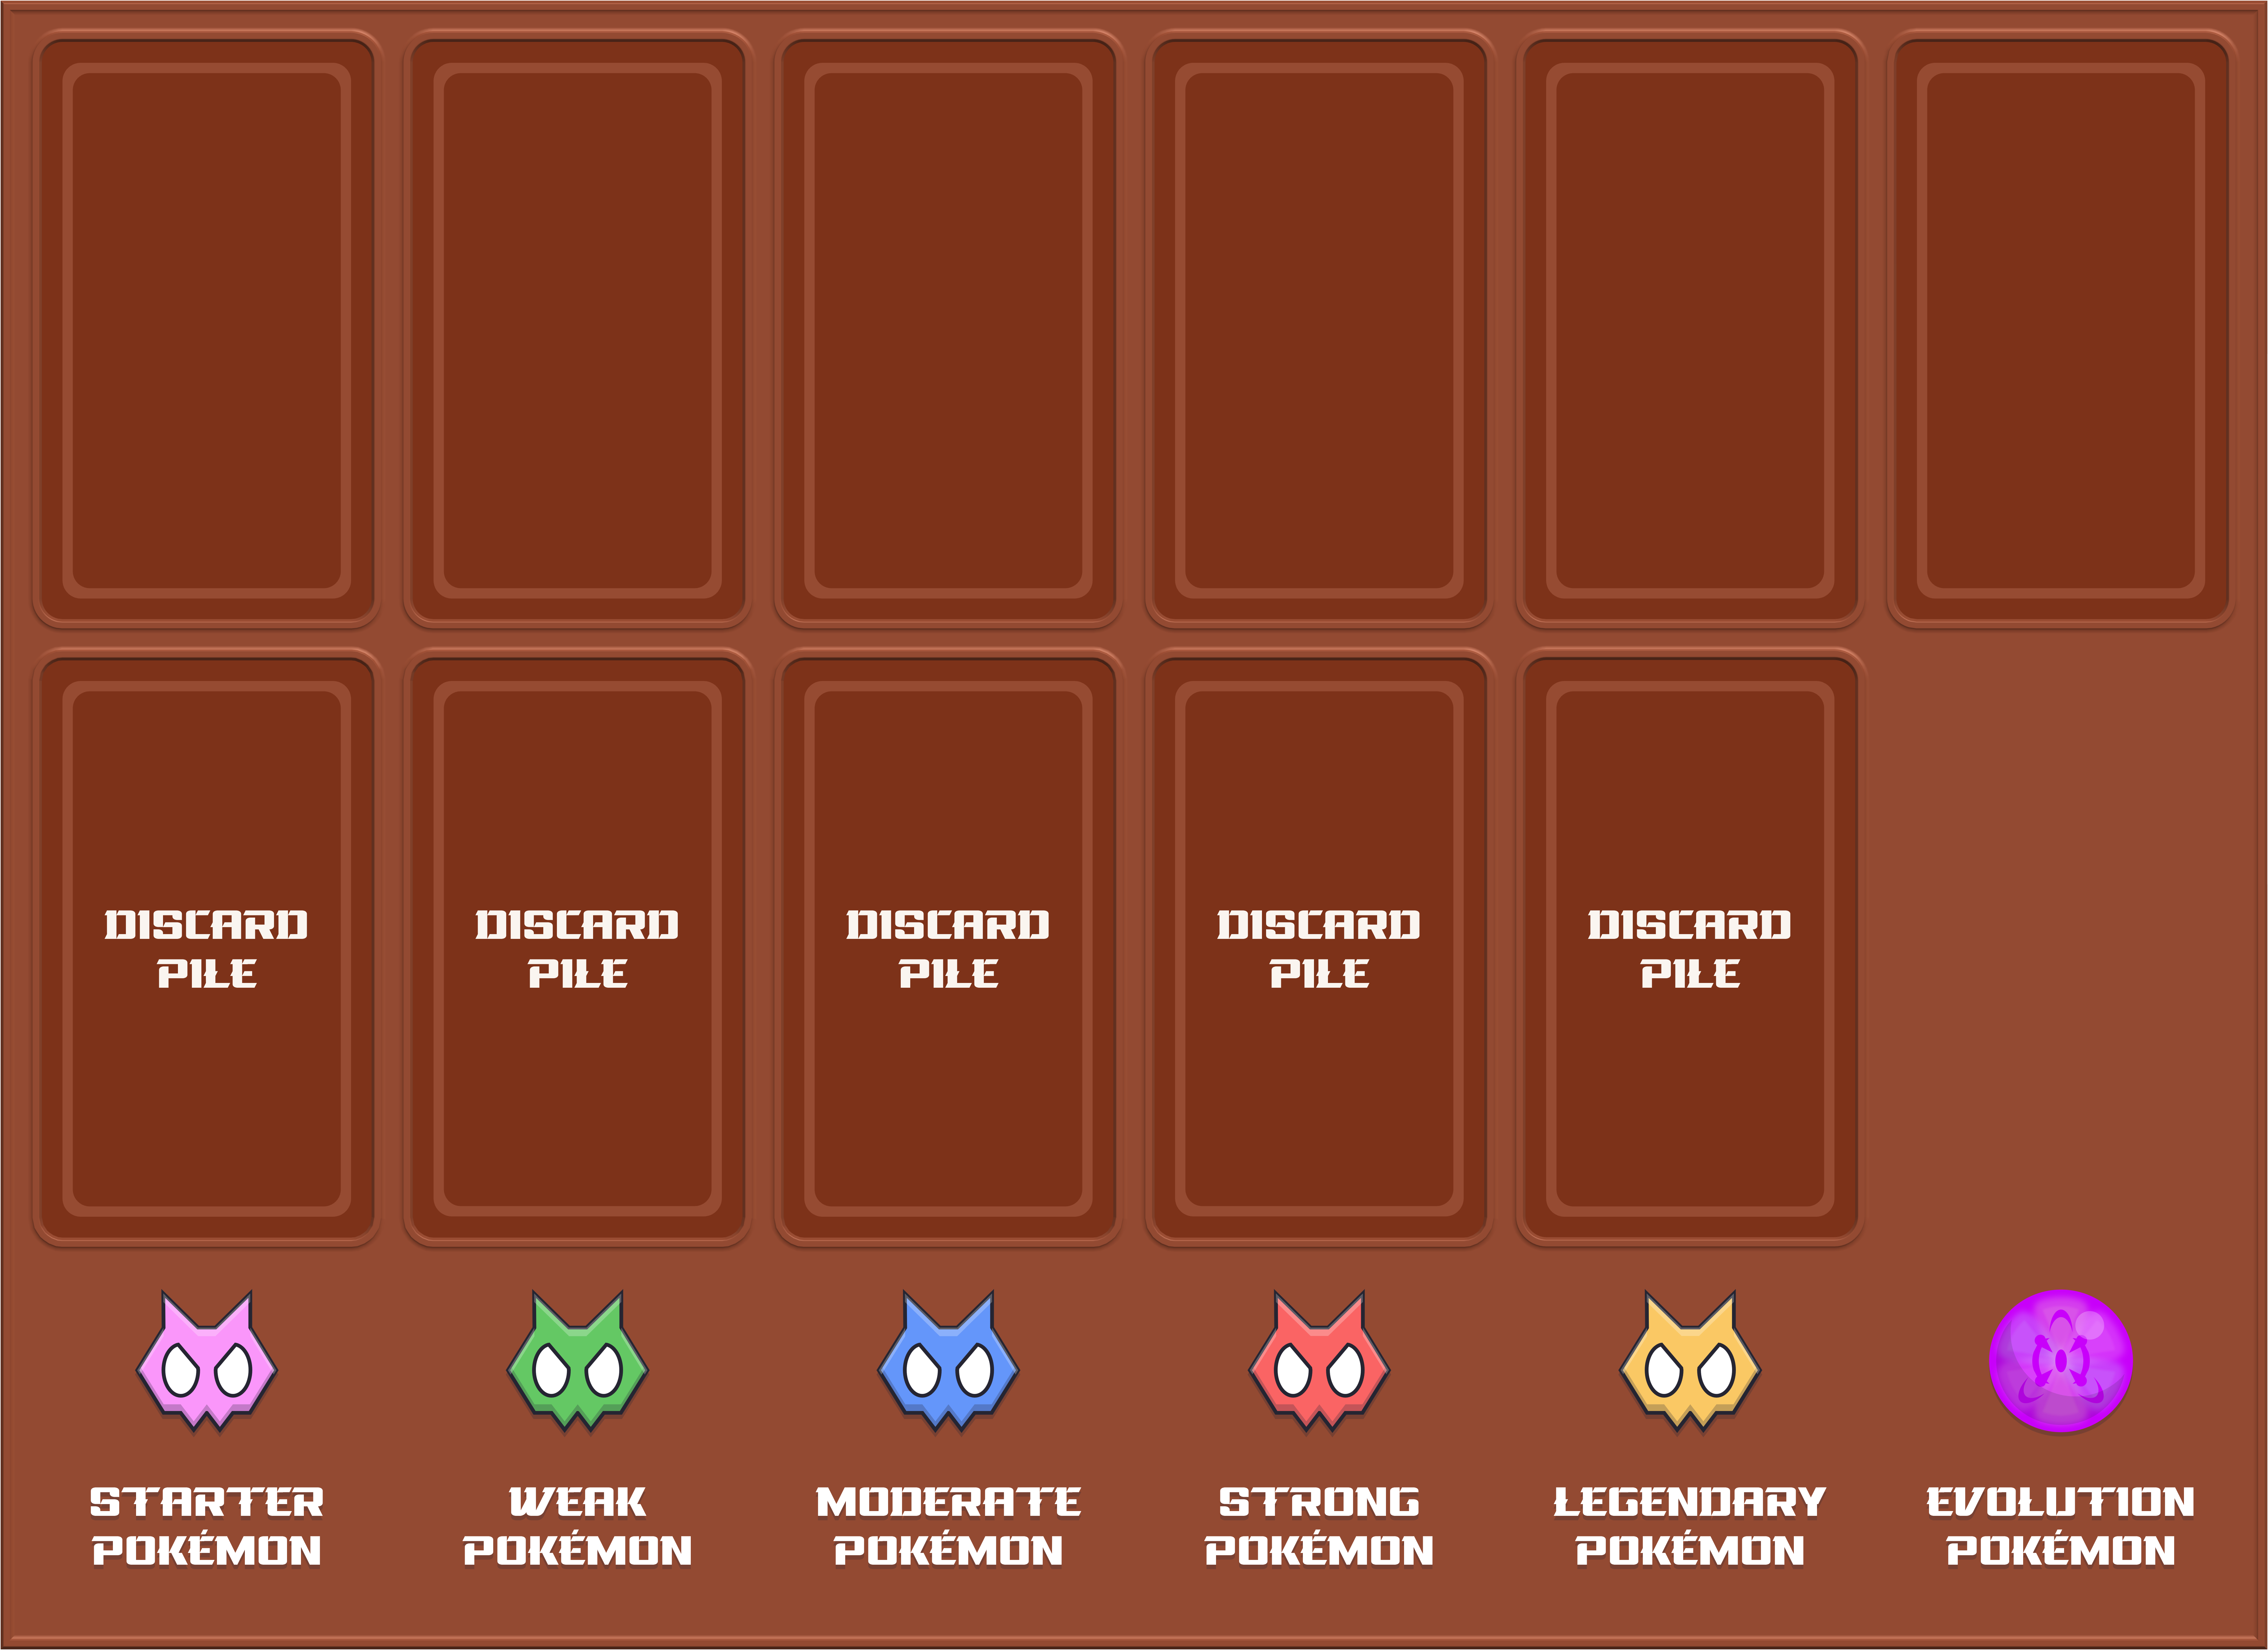 DISCARD
PILE
DISCARD
PILE
DISCARD
PILE
DISCARD
PILE
DISCARD
PILE
STARTER
POKÉMON
WEAK
POKÉMON
MODERATE
POKÉMON
STRONG
POKÉMON
LEGENDARY
POKÉMON
EVOLUTION
POKÉMON